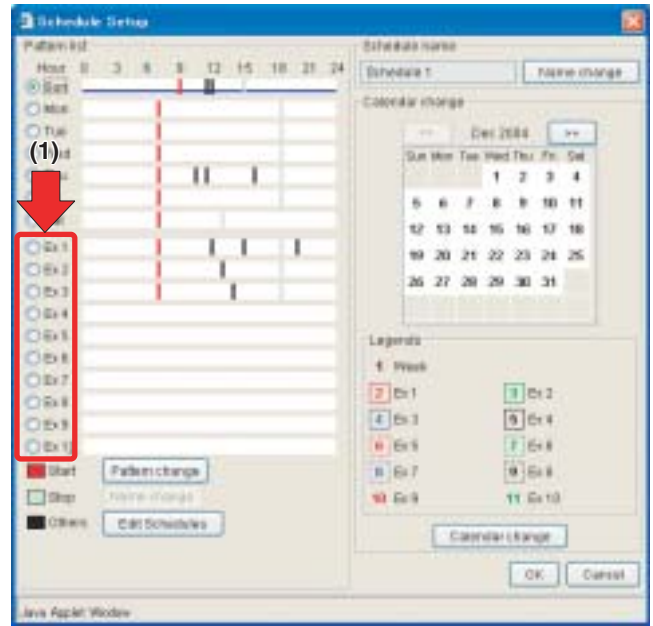 Schedule Setup
Pattern list
Hour 0 3 6 9 12 15 18 21 24
Sun
Mon
Tue
(1)
Ex 1
Ex 2
Ex 3
Ex 4
Ex 5
Ex 6
Ex 7
Ex 8
Ex 9
Ex 1
Start
Pattern change
Stop
Name change
Others
Edit Schedules
Schedule name
Schedule 1
Name change
Calendar change
Dec 2004
>>
Sun Mon Tue Wed Thu Fri Sat
1 2 3 4
5 6 7 8 9 10 11
12 13 14 15 16 17 18
19 20 21 22 23 24 25
26 27 28 29 30 31
Legends
1 Week
2 Ex 1
3 Ex 2
4 Ex 3
5 Ex 4
6 Ex 5
7 Ex 6
8 Ex 7
9 Ex 8
10 Ex 9
11 Ex 10
Calendar change
OK
Cancel
Java Applet Window